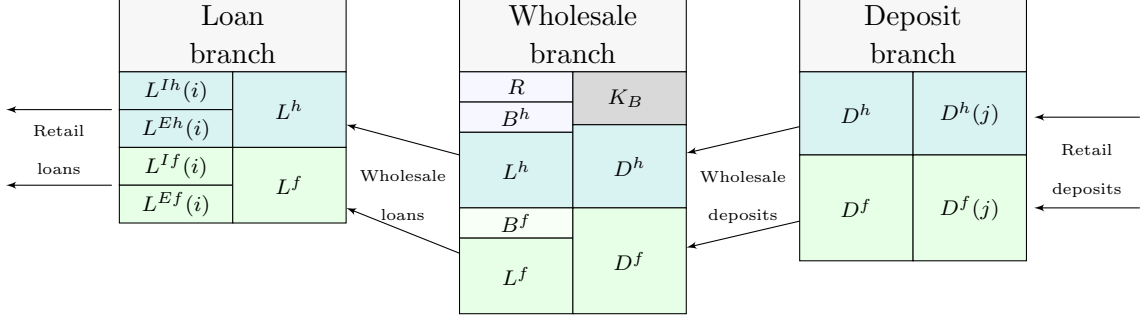 Loan
branch
Wholesale
branch
Deposit
branch
L^{Ih}(i)
L^{Eh}(i)
L^h
L^{If}(i)
L^{Ef}(i)
L^f
Retail
loans
Wholesale
loans
R
B^h
L^h
B^f
L^f
K_B
D^h
D^f
Wholesale
deposits
D^h
D^h(j)
D^f
D^f(j)
Retail
deposits